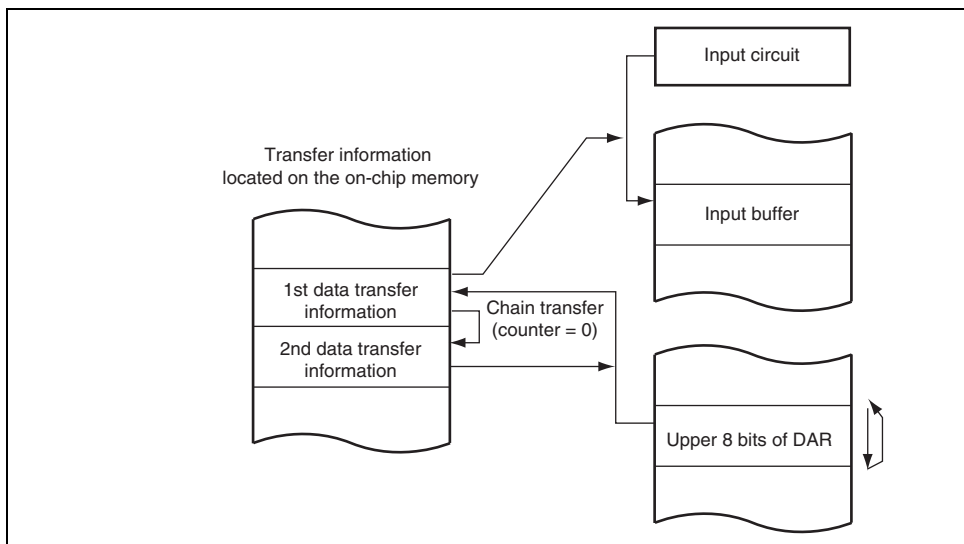 Input circuit
Transfer information
located on the on-chip memory
Input buffer
1st data transfer
information
Chain transfer
(counter = 0)
2nd data transfer
information
Upper 8 bits of DAR